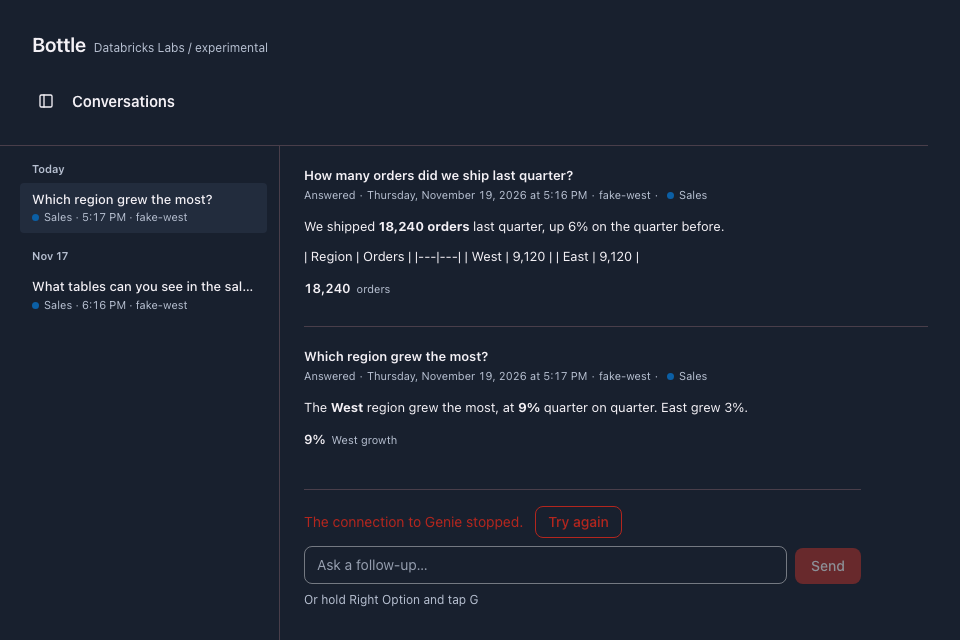 Bottle Databricks Labs / experimental
Conversations
Today
Which region grew the most?
Sales · 5:17 PM · fake-west
Nov 17
What tables can you see in the sal...
Sales · 6:16 PM · fake-west
How many orders did we ship last quarter?
Answered · Thursday, November 19, 2026 at 5:16 PM · fake-west · Sales
We shipped 18,240 orders last quarter, up 6% on the quarter before.
| Region | Orders | |---|---| | West | 9,120 | | East | 9,120 |
18,240 orders
Which region grew the most?
Answered · Thursday, November 19, 2026 at 5:17 PM · fake-west · Sales
The West region grew the most, at 9% quarter on quarter. East grew 3%.
9% West growth
The connection to Genie stopped. Try again
Ask a follow-up... Send
Or hold Right Option and tap G